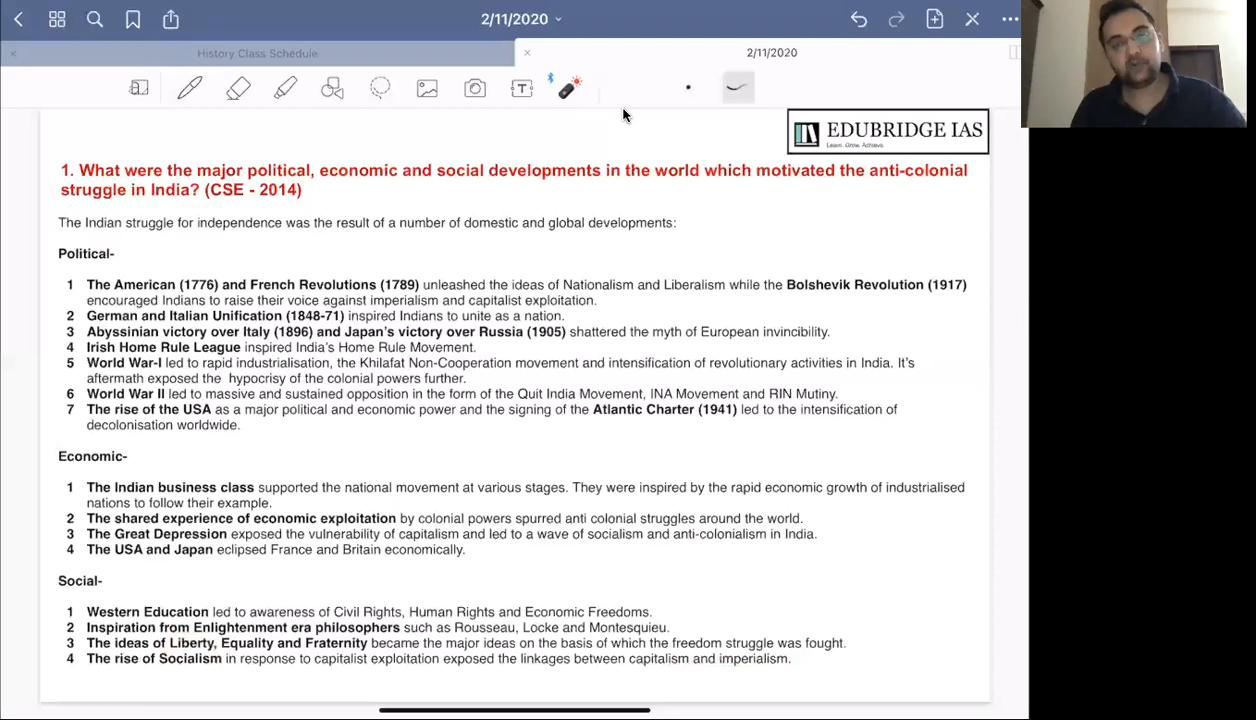 2/11/2020
History Class Schedule
2/11/2020
T
EDUBRIDGE IAS
Learn. Grow. Achieve.
1. What were the major political, economic and social developments in the world which motivated the anti-colonial
struggle in India? (CSE - 2014)
The Indian struggle for independence was the result of a number of domestic and global developments:
Political-
1 The American (1776) and French Revolutions (1789) unleashed the ideas of Nationalism and Liberalism while the Bolshevik Revolution (1917)
encouraged Indians to raise their voice against imperialism and capitalist exploitation.
2 German and Italian Unification (1848-71) inspired Indians to unite as a nation.
3 Abyssinian victory over Italy (1896) and Japan's victory over Russia (1905) shattered the myth of European invincibility.
4 Irish Home Rule League inspired India's Home Rule Movement.
5 World War-I led to rapid industrialisation, the Khilafat Non-Cooperation movement and intensification of revolutionary activities in India. It's
aftermath exposed the hypocrisy of the colonial powers further.
6 World War II led to massive and sustained opposition in the form of the Quit India Movement, INA Movement and RIN Mutiny.
7 The rise of the USA as a major political and economic power and the signing of the Atlantic Charter (1941) led to the intensification of
decolonisation worldwide.
Economic-
1 The Indian business class supported the national movement at various stages. They were inspired by the rapid economic growth of industrialised
nations to follow their example.
2 The shared experience of economic exploitation by colonial powers spurred anti colonial struggles around the world.
3 The Great Depression exposed the vulnerability of capitalism and led to a wave of socialism and anti-colonialism in India.
4 The USA and Japan eclipsed France and Britain economically.
Social-
1 Western Education led to awareness of Civil Rights, Human Rights and Economic Freedoms.
2 Inspiration from Enlightenment era philosophers such as Rousseau, Locke and Montesquieu.
3 The ideas of Liberty, Equality and Fraternity became the major ideas on the basis of which the freedom struggle was fought.
4 The rise of Socialism in response to capitalist exploitation exposed the linkages between capitalism and imperialism.